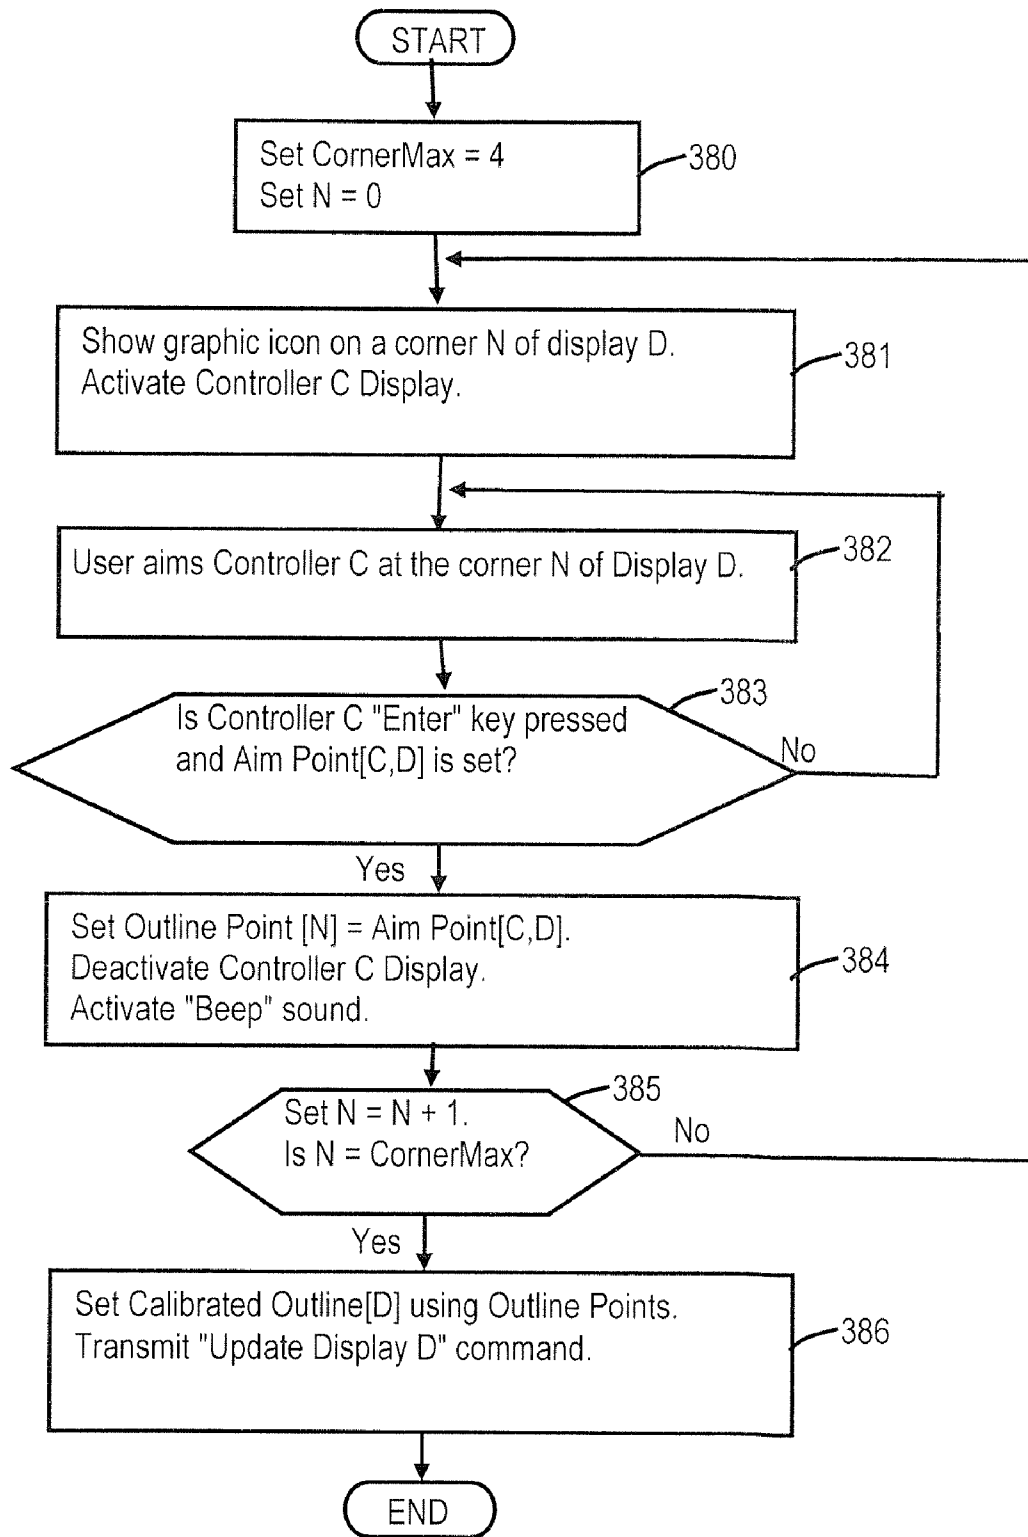 START
Set CornerMax = 4
Set N = 0
380
Show graphic icon on a corner N of display D.
Activate Controller C Display.
381
User aims Controller C at the corner N of Display D.
382
383
Is Controller C "Enter" key pressed
and Aim Point[C,D] is set?
No
Yes
Set Outline Point [N] = Aim Point[C,D].
Deactivate Controller C Display.
Activate "Beep" sound.
384
385
Set N = N + 1.
Is N = CornerMax?
No
Yes
Set Calibrated Outline[D] using Outline Points.
Transmit "Update Display D" command.
386
END